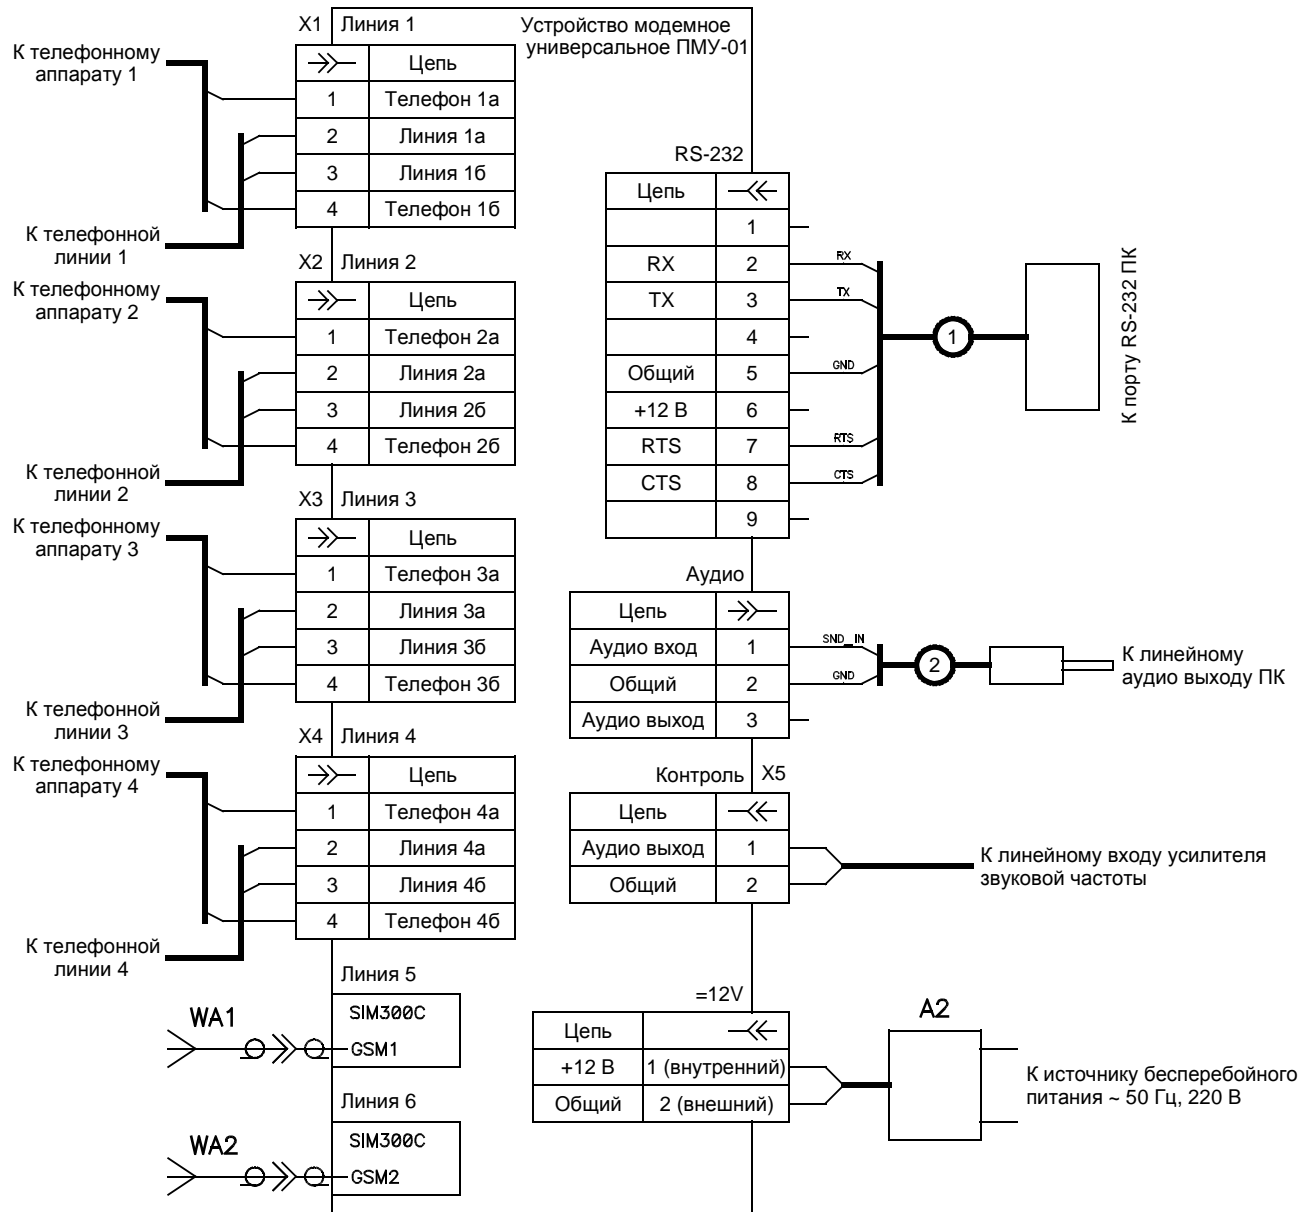 X1 Линия 1
Устройство модемное
универсальное ПМУ-01
К телефонному
аппарату 1
Цепь
1 Телефон 1а
2 Линия 1а
3 Линия 1б
4 Телефон 1б
К телефонной
линии 1
X2 Линия 2
К телефонному
аппарату 2
Цепь
1 Телефон 2а
2 Линия 2а
3 Линия 2б
4 Телефон 2б
К телефонной
линии 2
X3 Линия 3
К телефонному
аппарату 3
Цепь
1 Телефон 3а
2 Линия 3а
3 Линия 3б
4 Телефон 3б
К телефонной
линии 3
X4 Линия 4
К телефонному
аппарату 4
Цепь
1 Телефон 4а
2 Линия 4а
3 Линия 4б
4 Телефон 4б
К телефонной
линии 4
Линия 5
WA1
SIM300C
GSM1
Линия 6
WA2
SIM300C
GSM2
RS-232
Цепь
1
RX 2 RX
TX 3 TX
4
Общий 5 GND
+12 В 6
RTS 7 RTS
CTS 8 CTS
9
1
К порту RS-232 ПК
Аудио
Цепь
Аудио вход 1 SND_IN
Общий 2 GND
Аудио выход 3
2
К линейному
аудио выходу ПК
Контроль X5
Цепь
Аудио выход 1
Общий 2
К линейному входу усилителя
звуковой частоты
=12V
Цепь
+12 В 1 (внутренний)
Общий 2 (внешний)
A2
К источнику бесперебойного
питания ~ 50 Гц, 220 В